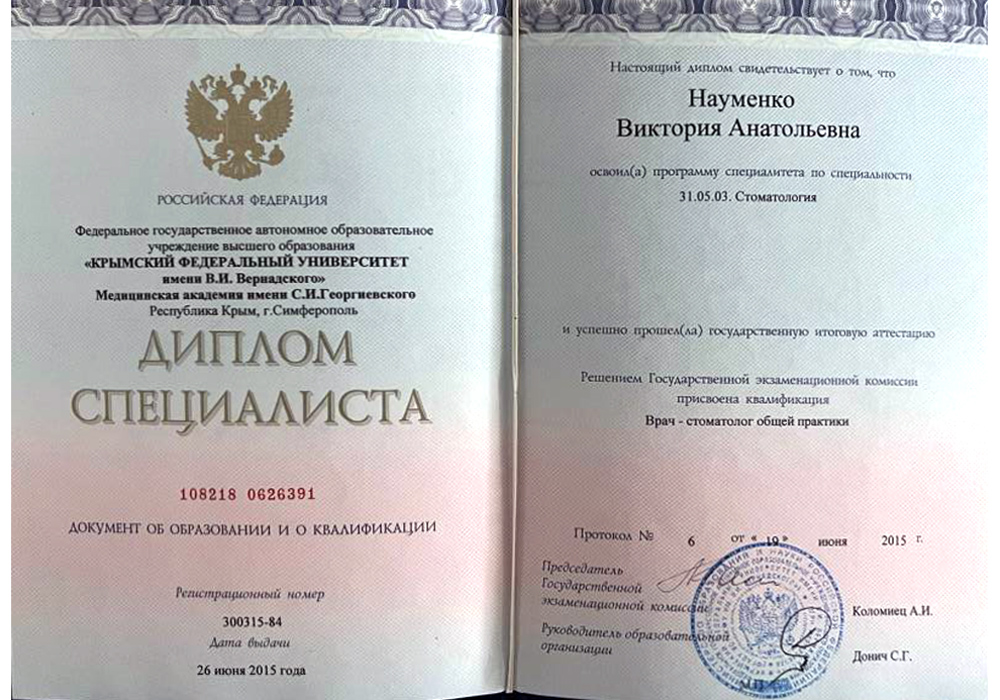 РОССИЙСКАЯ ФЕДЕРАЦИЯ
Федеральное государственное автономное образовательное
учреждение высшего образования
«КРЫМСКИЙ ФЕДЕРАЛЬНЫЙ УНИВЕРСИТЕТ
имени В.И. Вернадского»
Медицинская академия имени С.И.Георгиевского
Республика Крым, г.Симферополь
ДИПЛОМ
СПЕЦИАЛИСТА
108218 0626391
ДОКУМЕНТ ОБ ОБРАЗОВАНИИ И О КВАЛИФИКАЦИИ
Регистрационный номер
300315-84
Дата выдачи
26 июня 2015 года
Настоящий диплом свидетельствует о том, что
Науменко
Виктория Анатольевна
освоил(а) программу специалитета по специальности
31.05.03. Стоматология
и успешно прошел(ла) государственную итоговую аттестацию
Решением Государственной экзаменационной комиссии
присвоена квалификация
Врач - стоматолог общей практики
Протокол № 6 от « 19 » июня 2015 г.
Председатель
Государственной
экзаменационной комиссии
Коломиец А.И.
Руководитель образовательной
организации
Донич С.Г.